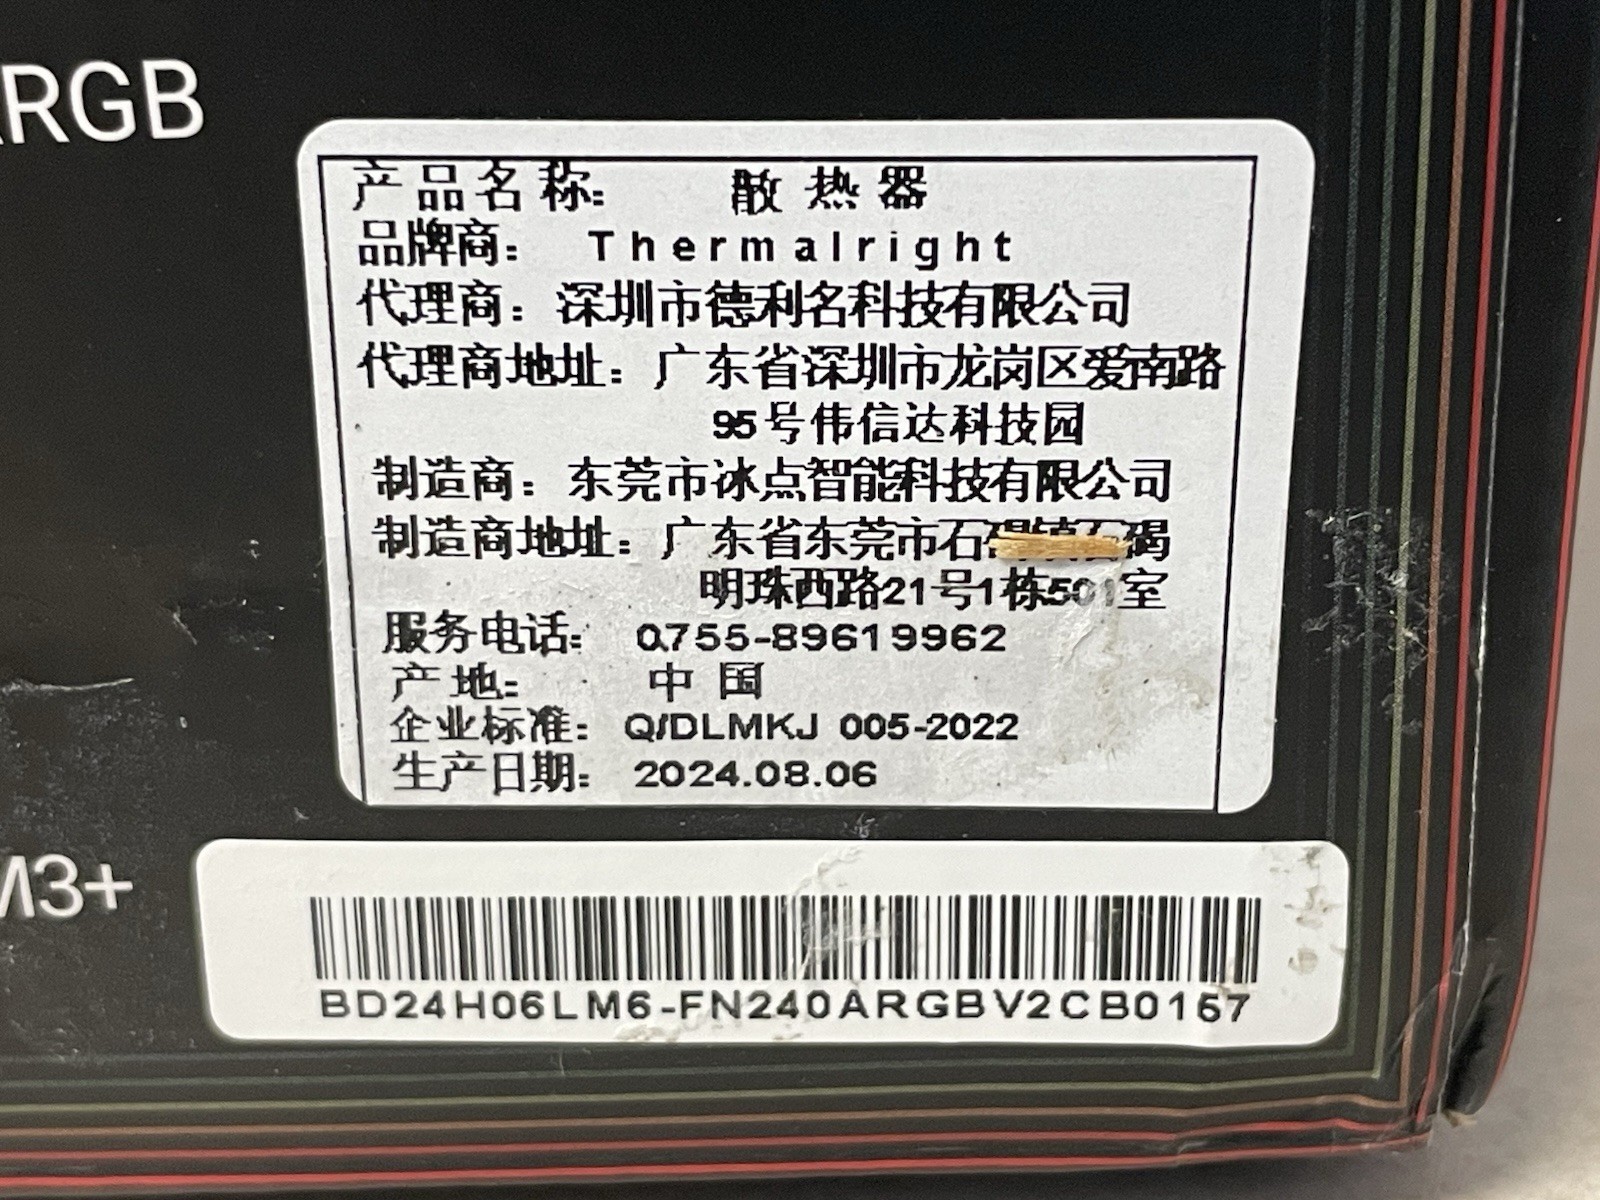 ARGB
产品名称: 散热器
品牌商: Thermalright
代理商: 深圳市德利名科技有限公司
代理商地址: 广东省深圳市龙岗区爱南路
95号伟信达科技园
制造商: 东莞市冰点智能科技有限公司
制造商地址: 广东省东莞市石碣
明珠西路21号1栋501室
服务电话: 0755-89619962
产地: 中国
企业标准: Q/DLMKJ 005-2022
生产日期: 2024.08.06
M3+
BD24H06LM6-FN240ARGBV2CB0167